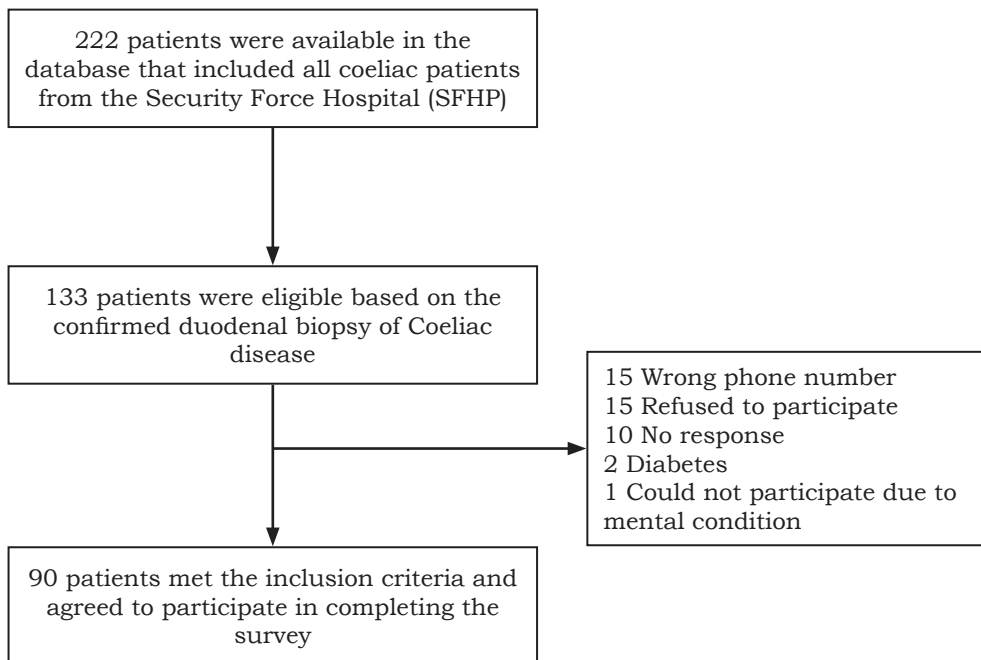 222 patients were available in the
database that included all coeliac patients
from the Security Force Hospital (SFHP)
133 patients were eligible based on the
confirmed duodenal biopsy of Coeliac
disease
15 Wrong phone number
15 Refused to participate
10 No response
2 Diabetes
1 Could not participate due to
mental condition
90 patients met the inclusion criteria and
agreed to participate in completing the
survey